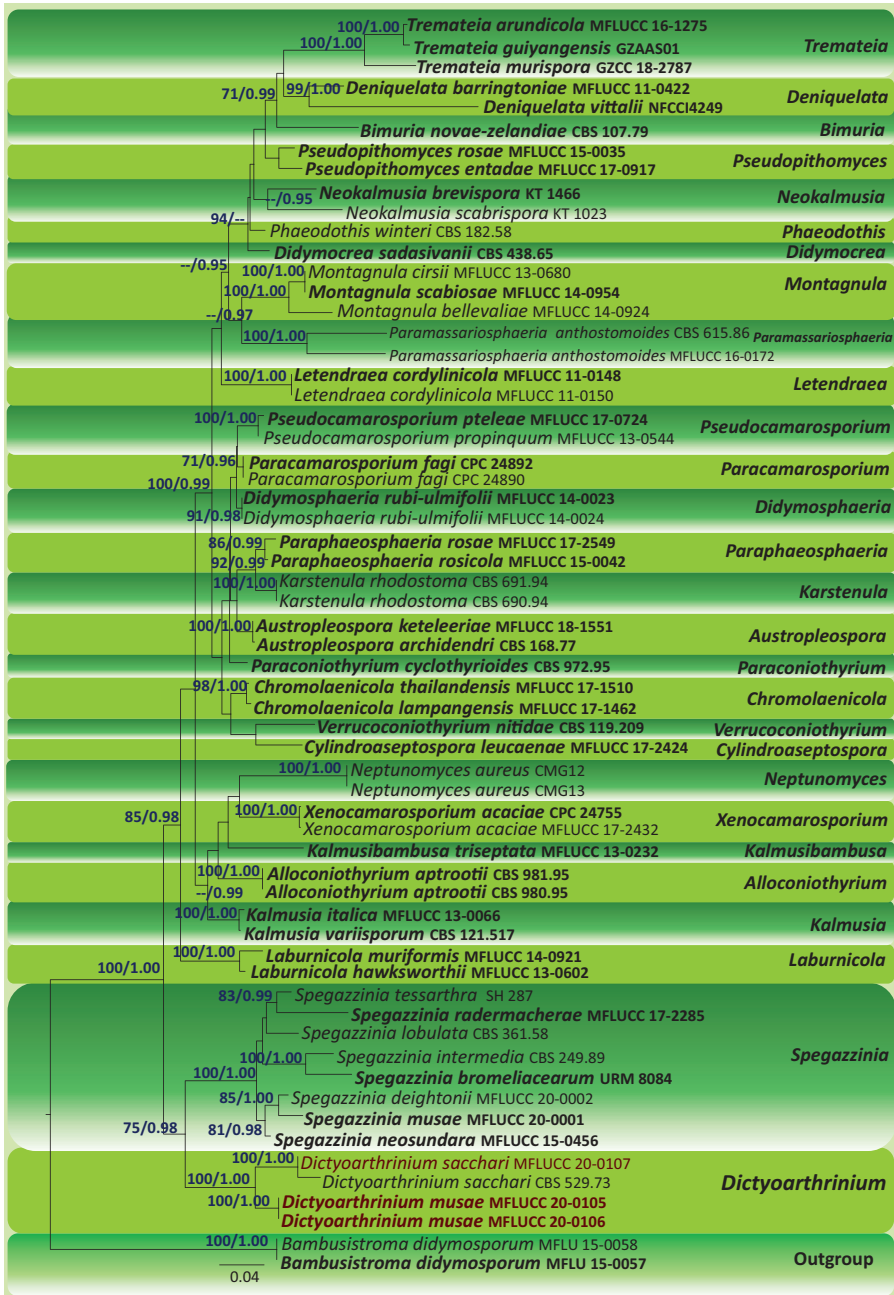 Tremateia arundicola MFLUCC 16-1275
100/1.00
Tremateia guiyangensis GZAAS01
Tremateia
Tremateia murispora GZCC 18-2787
71/0.99
99/1.00
Deniquelata barringtoniae MFLUCC 11-0422
Deniquelata
Deniquelata vittalii NFCCI4249
Bimuria novae-zelandiae CBS 107.79
Bimuria
Pseudopithomyces rosae MFLUCC 15-0035
Pseudopithomyces
Pseudopithomyces entadae MFLUCC 17-0917
Neokalmusia brevispora KT 1466
Neokalmusia
--/0.95
Neokalmusia scabrispora KT 1023
94/--
Phaeodothis winteri CBS 182.58
Phaeodothis
Didymocrea sadasivanii CBS 438.65
Didymocrea
--/0.95
100/1.00
Montagnula cirsii MFLUCC 13-0680
Montagnula
100/1.00
Montagnula scabiosae MFLUCC 14-0954
Montagnula bellevaliae MFLUCC 14-0924
--/0.97
100/1.00
Paramassariosphaeria anthostomoides CBS 615.86
Paramassariosphaeria
Paramassariosphaeria anthostomoides MFLUCC 16-0172
100/1.00
Letendraea cordylinicola MFLUCC 11-0148
Letendraea
Letendraea cordylinicola MFLUCC 11-0150
100/1.00
Pseudocamarosporium pteleae MFLUCC 17-0724
Pseudocamarosporium
Pseudocamarosporium propinquum MFLUCC 13-0544
71/0.96
Paracamarosporium fagi CPC 24892
Paracamarosporium
Paracamarosporium fagi CPC 24890
100/0.99
Didymosphaeria rubi-ulmifolii MFLUCC 14-0023
Didymosphaeria
91/0.98
Didymosphaeria rubi-ulmifolii MFLUCC 14-0024
86/0.99
Paraphaeosphaeria rosae MFLUCC 17-2549
Paraphaeosphaeria
92/0.99
Paraphaeosphaeria rosicola MFLUCC 15-0042
100/1.00
Karstenula rhodostoma CBS 691.94
Karstenula
Karstenula rhodostoma CBS 690.94
100/1.00
Austropleospora keteleeriae MFLUCC 18-1551
Austropleospora
Austropleospora archidendri CBS 168.77
Paraconiothyrium cyclothyrioides CBS 972.95
Paraconiothyrium
98/1.00
Chromolaenicola thailandensis MFLUCC 17-1510
Chromolaenicola
Chromolaenicola lampangensis MFLUCC 17-1462
Verrucoconiothyrium nitidae CBS 119.209
Verrucoconiothyrium
Cylindroaseptospora leucaenae MFLUCC 17-2424
Cylindroaseptospora
100/1.00
Neptunomyces aureus CMG12
Neptunomyces
Neptunomyces aureus CMG13
85/0.98
100/1.00
Xenocamarosporium acaciae CPC 24755
Xenocamarosporium
Xenocamarosporium acaciae MFLUCC 17-2432
Kalmusibambusa triseptata MFLUCC 13-0232
Kalmusibambusa
100/1.00
Alloconiothyrium aptrootii CBS 981.95
Alloconiothyrium
--/0.99
Alloconiothyrium aptrootii CBS 980.95
100/1.00
Kalmusia italica MFLUCC 13-0066
Kalmusia
Kalmusia variisporum CBS 121.517
100/1.00
Laburnicola muriformis MFLUCC 14-0921
Laburnicola
100/1.00
Laburnicola hawksworthii MFLUCC 13-0602
83/0.99
Spegazzinia tessarthra SH 287
Spegazzinia radermacherae MFLUCC 17-2285
Spegazzinia lobulata CBS 361.58
Spegazzinia
100/1.00
Spegazzinia intermedia CBS 249.89
100/1.00
Spegazzinia bromeliacearum URM 8084
85/1.00
Spegazzinia deightonii MFLUCC 20-0002
Spegazzinia musae MFLUCC 20-0001
75/0.98
81/0.98
Spegazzinia neosundara MFLUCC 15-0456
100/1.00
Dictyoarthrinium sacchari MFLUCC 20-0107
100/1.00
Dictyoarthrinium sacchari CBS 529.73
Dictyoarthrinium
100/1.00
Dictyoarthrinium musae MFLUCC 20-0105
Dictyoarthrinium musae MFLUCC 20-0106
100/1.00
Bambusistroma didymosporum MFLU 15-0058
Outgroup
Bambusistroma didymosporum MFLU 15-0057
0.04